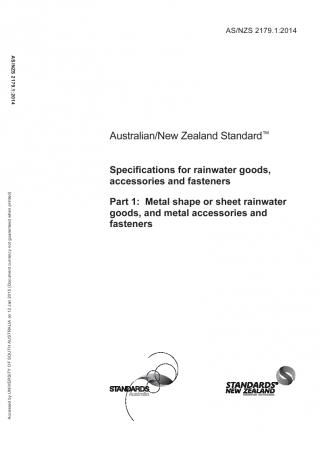 AS/NZS 2179.1:2014
AS/NZS 2179.1:2014
Australian/New Zealand Standard™
Specifications for rainwater goods,
accessories and fasteners
Part 1: Metal shape or sheet rainwater
goods, and metal accessories and
fasteners
Accessed by UNIVERSITY OF SOUTH AUSTRALIA on 12 Jan 2015 (Document currency not guaranteed when printed)
STANDARDS
Australia
STANDARDS
NEW ZEALAND